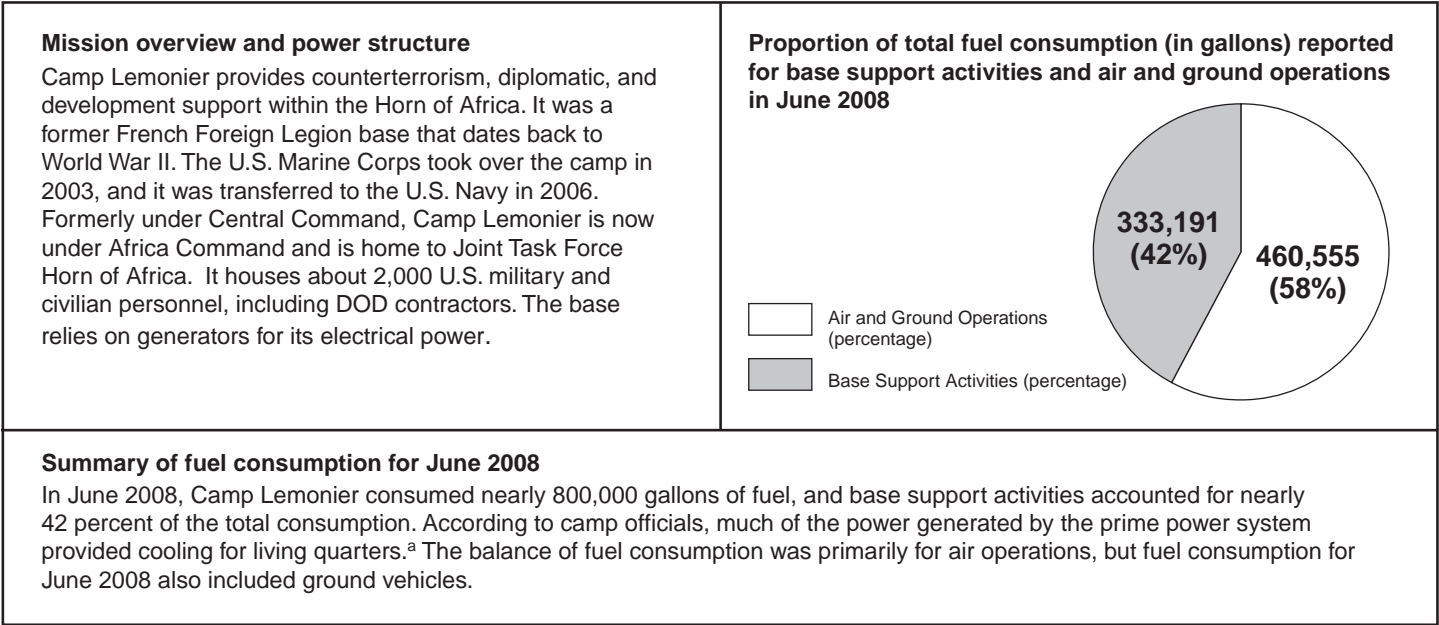 Mission overview and power structure
Camp Lemonier provides counterterrorism, diplomatic, and
development support within the Horn of Africa. It was a
former French Foreign Legion base that dates back to
World War II. The U.S. Marine Corps took over the camp in
2003, and it was transferred to the U.S. Navy in 2006.
Formerly under Central Command, Camp Lemonier is now
under Africa Command and is home to Joint Task Force
Horn of Africa. It houses about 2,000 U.S. military and
civilian personnel, including DOD contractors. The base
relies on generators for its electrical power.
Proportion of total fuel consumption (in gallons) reported
for base support activities and air and ground operations
in June 2008
333,191
(42%)
460,555
(58%)
Air and Ground Operations
(percentage)
Base Support Activities (percentage)
Summary of fuel consumption for June 2008
In June 2008, Camp Lemonier consumed nearly 800,000 gallons of fuel, and base support activities accounted for nearly
42 percent of the total consumption. According to camp officials, much of the power generated by the prime power system
provided cooling for living quarters.ª The balance of fuel consumption was primarily for air operations, but fuel consumption for
June 2008 also included ground vehicles.